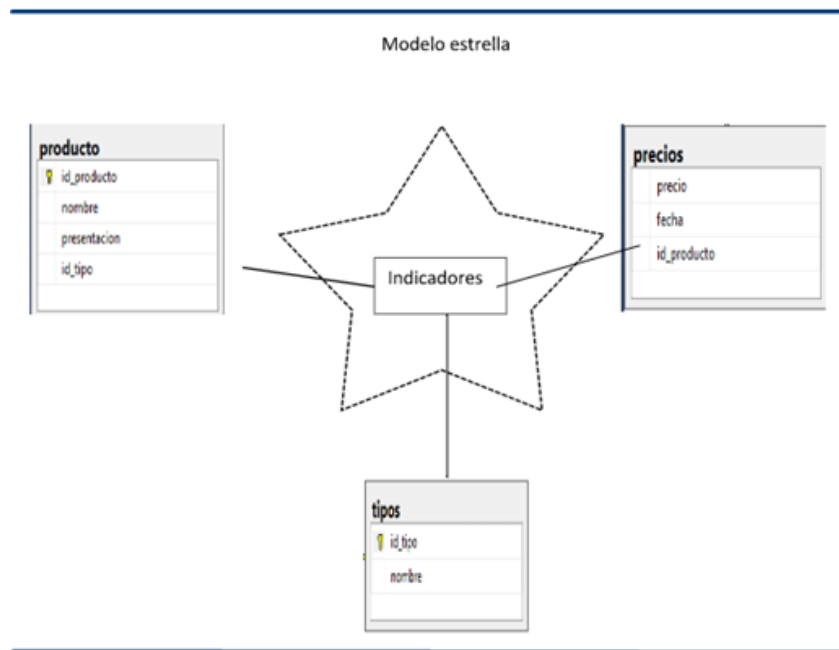 Modelo estrella
producto
id_producto
nombre
presentacion
id_tipo
Indicadores
precios
precio
fecha
id_producto
tipos
id_tipo
nombre